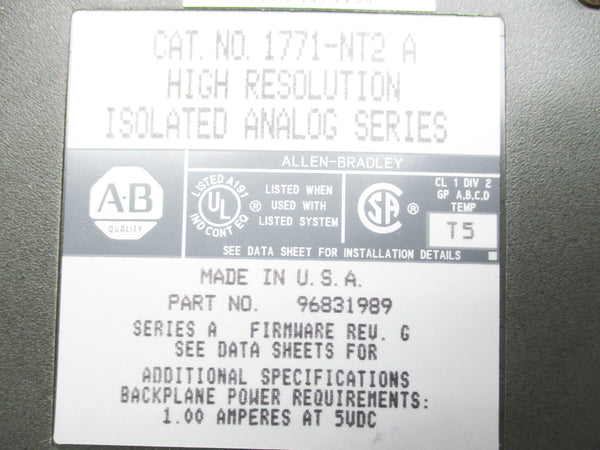 CAT. NO. 1771-NT2 A
HIGH RESOLUTION
ISOLATED ANALOG SERIES
ALLEN-BRADLEY
A·B
QUALITY
LISTED A191
UL
IND CONT EQ
®
LISTED WHEN
USED WITH
LISTED SYSTEM
SA
®
CL 1 DIV 2
GP A,B,C,D
TEMP
T5
SEE DATA SHEET FOR INSTALLATION DETAILS
MADE IN U.S.A.
PART NO. 96831989
SERIES A FIRMWARE REV. G
SEE DATA SHEETS FOR
ADDITIONAL SPECIFICATIONS
BACKPLANE POWER REQUIREMENTS:
1.00 AMPERES AT 5VDC